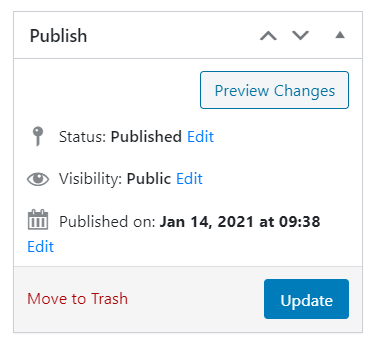 Publish
Preview Changes
Status: Published Edit
Visibility: Public Edit
Published on: Jan 14, 2021 at 09:38
Edit
Move to Trash
Update